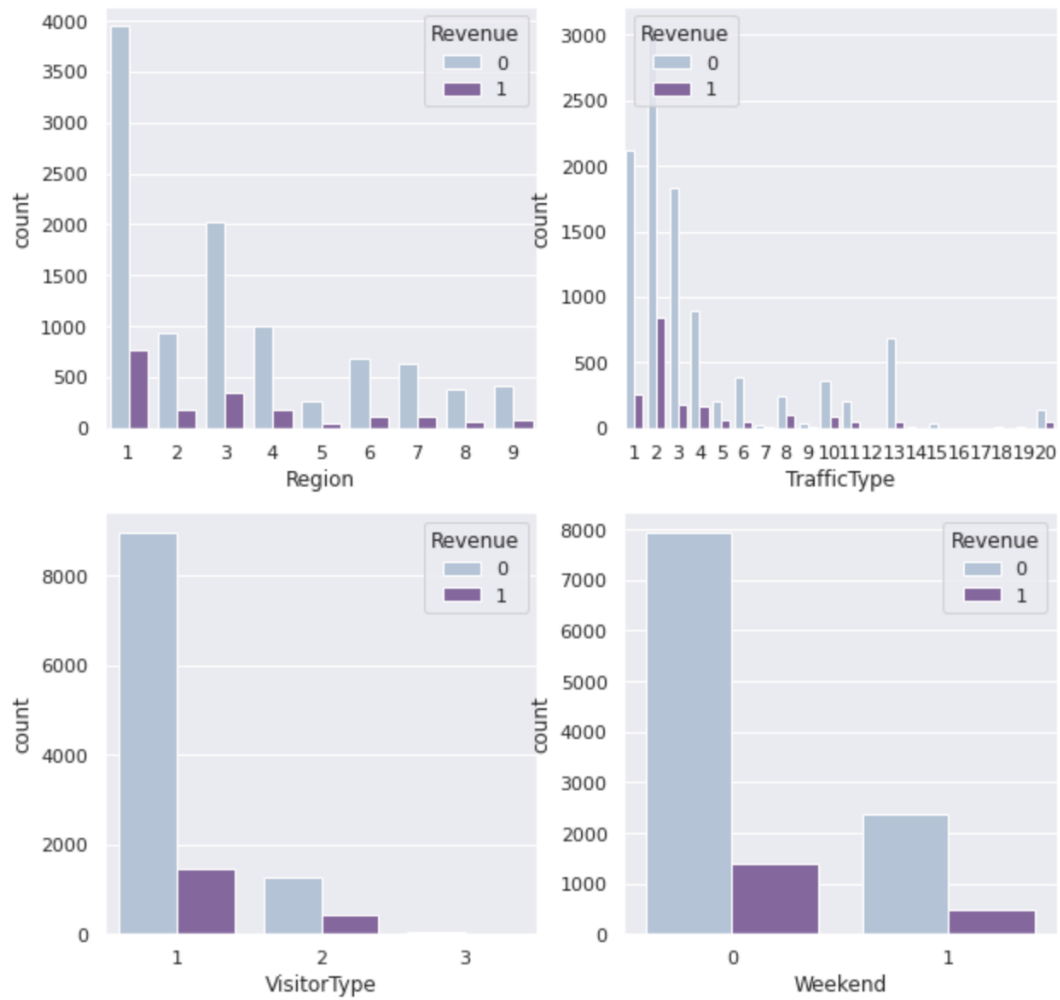 4000
3500
3000
2500
2000
1500
1000
500
0
count
Revenue
0
1
1 2 3 4 5 6 7 8 9
Region
3000
2500
2000
1500
1000
500
0
count
Revenue
0
1
1 2 3 4 5 6 7 8 9 10 11 12 13 14 15 16 17 18 19 20
TrafficType
8000
6000
4000
2000
0
count
Revenue
0
1
1 2 3
VisitorType
8000
7000
6000
5000
4000
3000
2000
1000
0
count
Revenue
0
1
0 1
Weekend